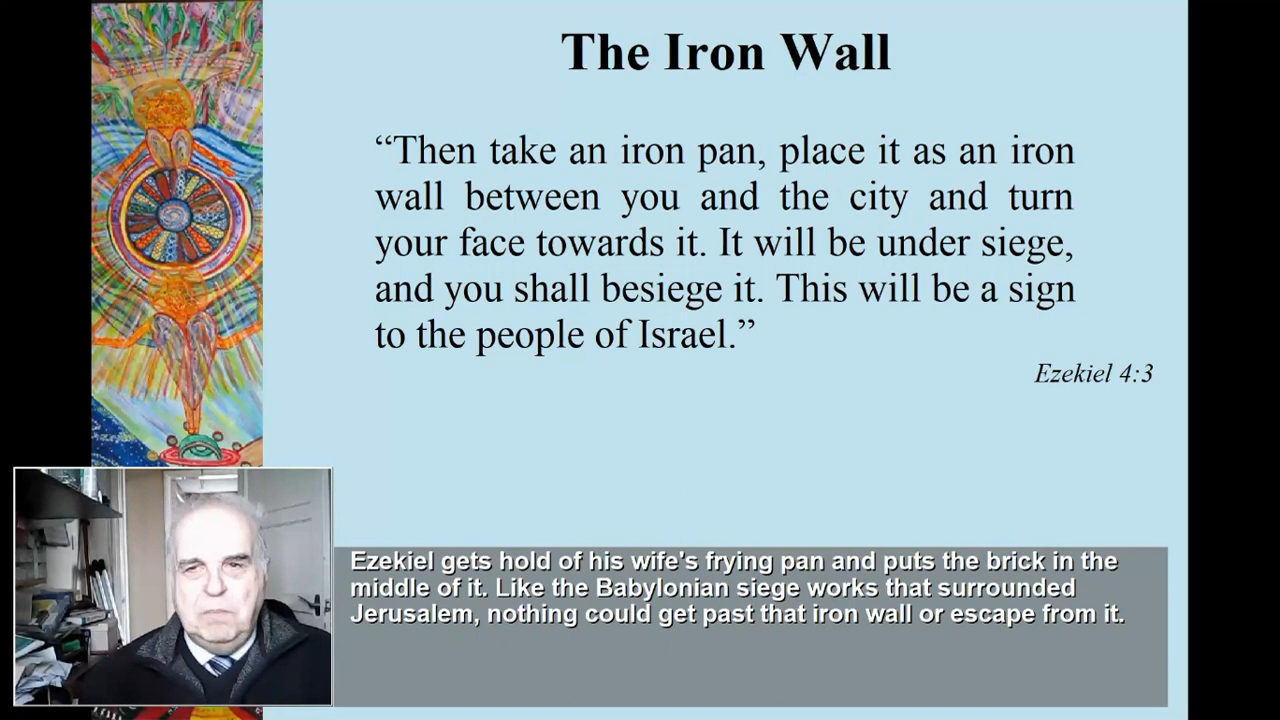 The Iron Wall
“Then take an iron pan, place it as an iron
wall between you and the city and turn
your face towards it. It will be under siege,
and you shall besiege it. This will be a sign
to the people of Israel.”
Ezekiel 4:3
Ezekiel gets hold of his wife's frying pan and puts the brick in the
middle of it. Like the Babylonian siege works that surrounded
Jerusalem, nothing could get past that iron wall or escape from it.